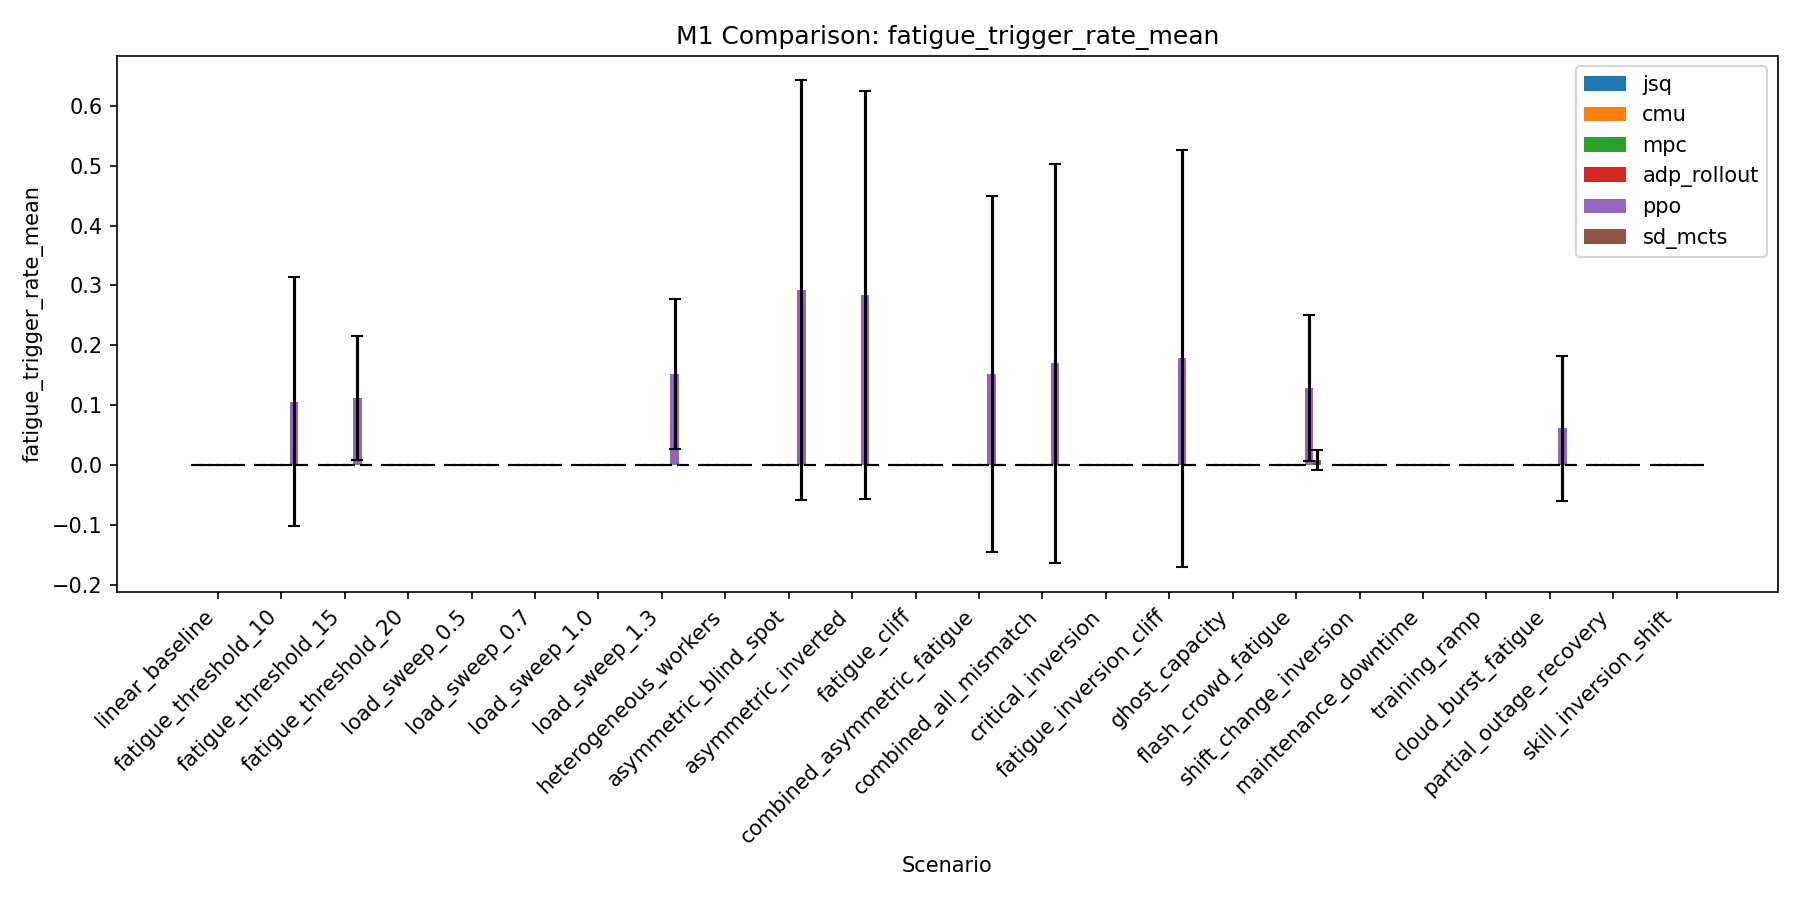 M1 Comparison: fatigue_trigger_rate_mean
fatigue_trigger_rate_mean
0.6
0.5
0.4
0.3
0.2
0.1
0.0
−0.1
−0.2
jsq
cmu
mpc
adp_rollout
ppo
sd_mcts
linear_baseline
fatigue_threshold_10
fatigue_threshold_15
fatigue_threshold_20
load_sweep_0.5
load_sweep_0.7
load_sweep_1.0
load_sweep_1.3
heterogeneous_workers
asymmetric_blind_spot
asymmetric_inverted
fatigue_cliff
combined_asymmetric_fatigue
combined_all_mismatch
critical_inversion
fatigue_inversion_cliff
ghost_capacity
flash_crowd_fatigue
shift_change_inversion
maintenance_downtime
training_ramp
cloud_burst_fatigue
partial_outage_recovery
skill_inversion_shift
Scenario